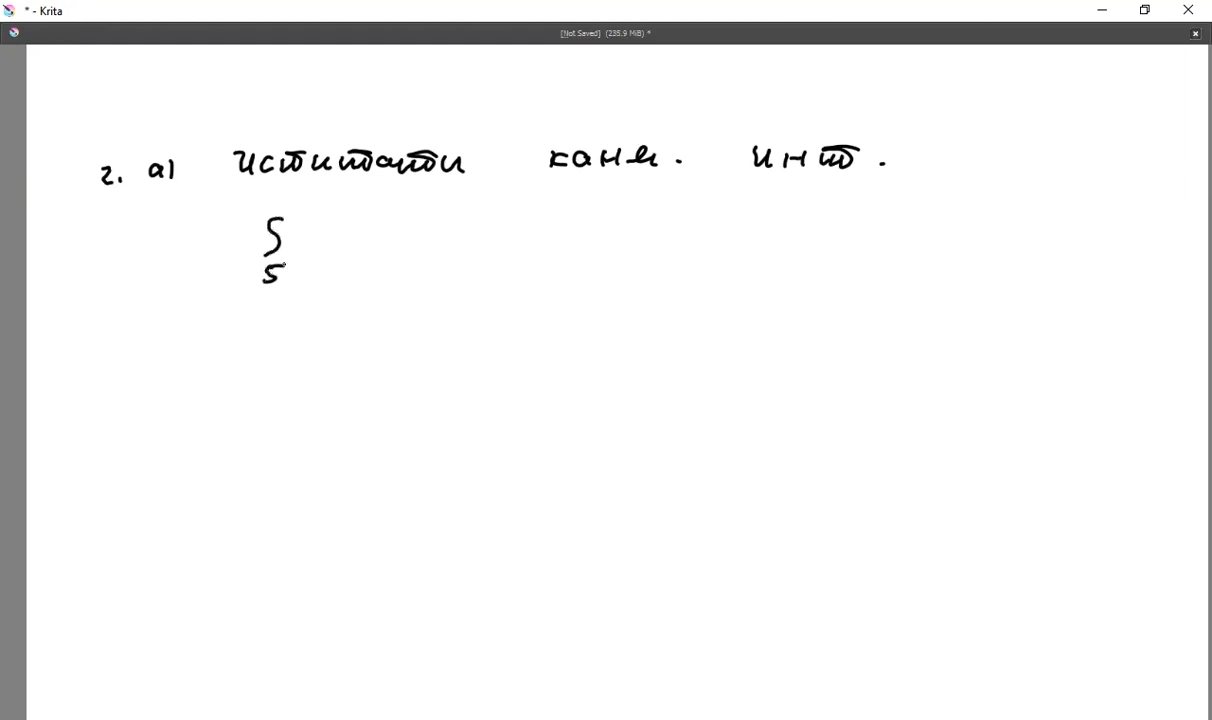 * - Krita
[Not Saved] (235.9 MiB) *
2. а) испитати конв. инт.
∫
5